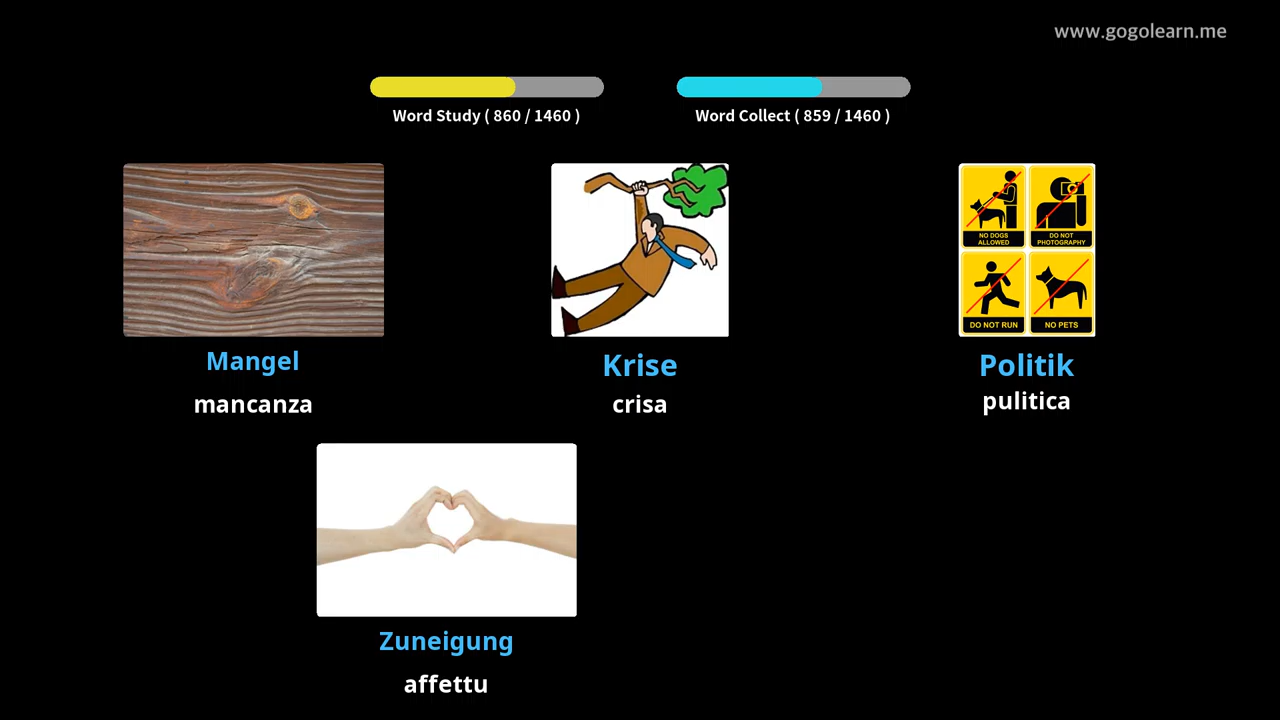 www.gogolearn.me
Word Study ( 860 / 1460 )
Word Collect ( 859 / 1460 )
NO DOGS
ALLOWED
DO NOT
PHOTOGRAPHY
DO NOT RUN
NO PETS
Mangel
Krise
Politik
mancanza
crisa
pulitica
Zuneigung
affettu